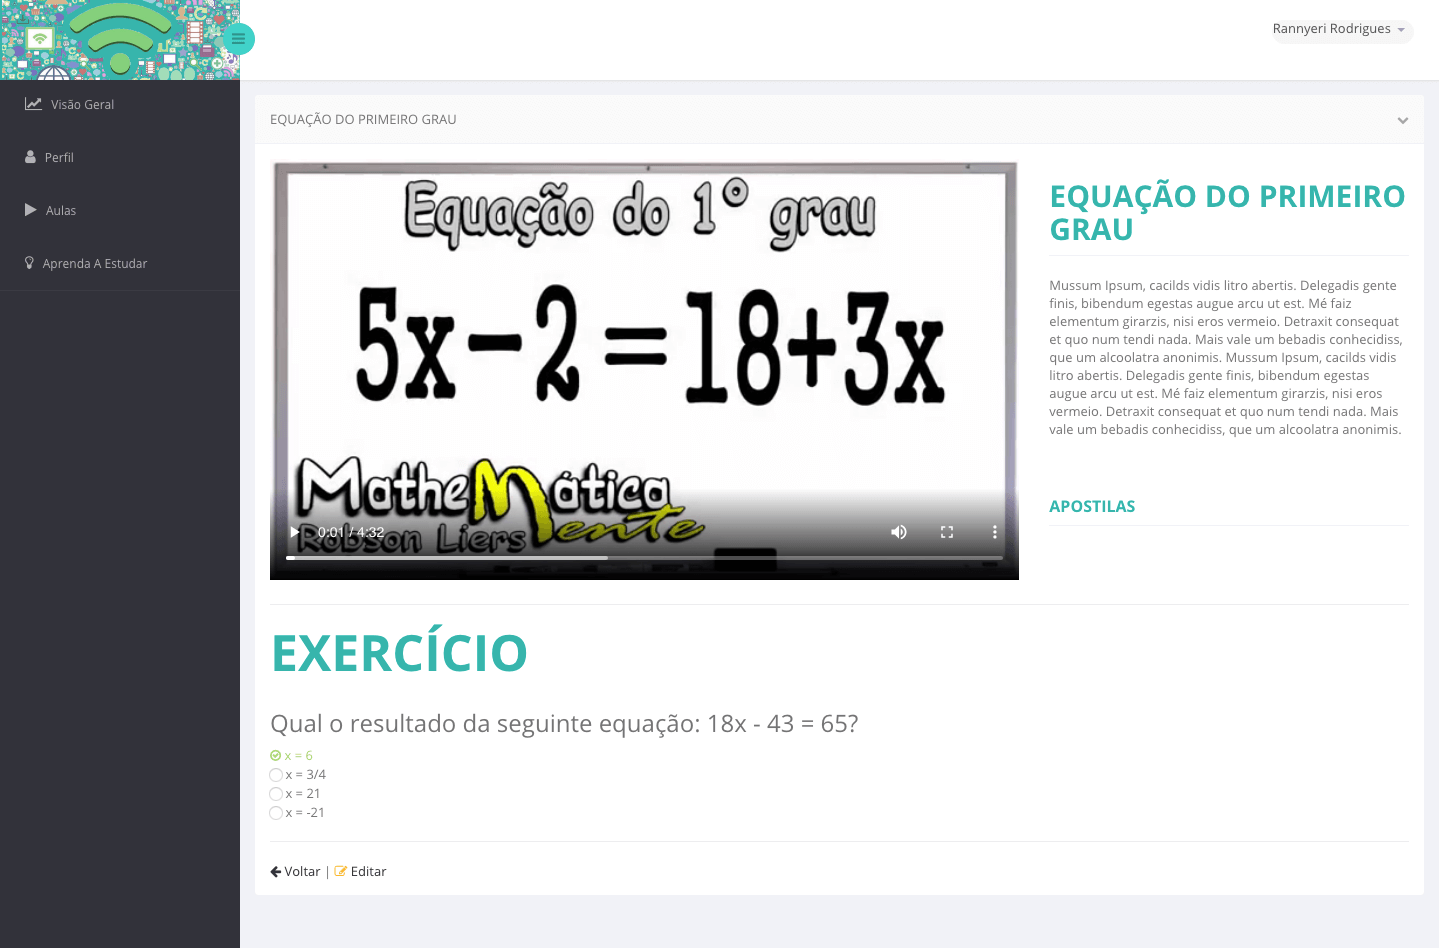 Rannyeri Rodrigues
Visão Geral
Perfil
Aulas
Aprenda A Estudar
EQUAÇÃO DO PRIMEIRO GRAU
Equação do 1º grau
5x-2=18+3x
MatheMática
Mente
Robson Liers
0:01 / 4:32
EQUAÇÃO DO PRIMEIRO
GRAU
Mussum Ipsum, cacilds vidis litro abertis. Delegadis gente
finis, bibendum egestas augue arcu ut est. Mé faiz
elementum girarzis, nisi eros vermeio. Detraxit consequat
et quo num tendi nada. Mais vale um bebadis conhecidiss,
que um alcoolatra anonimis. Mussum Ipsum, cacilds vidis
litro abertis. Delegadis gente finis, bibendum egestas
augue arcu ut est. Mé faiz elementum girarzis, nisi eros
vermeio. Detraxit consequat et quo num tendi nada. Mais
vale um bebadis conhecidiss, que um alcoolatra anonimis.
APOSTILAS
EXERCÍCIO
Qual o resultado da seguinte equação: 18x - 43 = 65?
x = 6
x = 3/4
x = 21
x = -21
Voltar | Editar